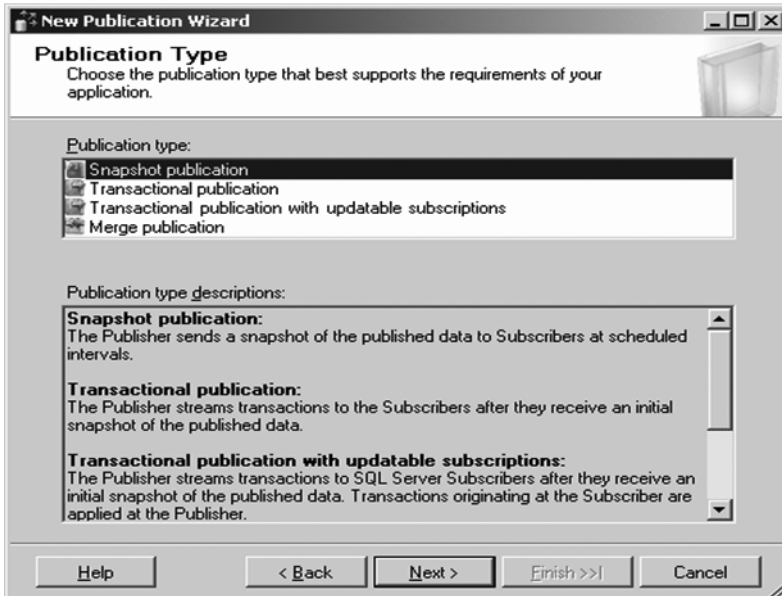 New Publication Wizard
Publication Type
Choose the publication type that best supports the requirements of your
application.
Publication type:
Snapshot publication
Transactional publication
Transactional publication with updatable subscriptions
Merge publication
Publication type descriptions:
Snapshot publication:
The Publisher sends a snapshot of the published data to Subscribers at scheduled
intervals.
Transactional publication:
The Publisher streams transactions to the Subscribers after they receive an initial
snapshot of the published data.
Transactional publication with updatable subscriptions:
The Publisher streams transactions to SQL Server Subscribers after they receive an
initial snapshot of the published data. Transactions originating at the Subscriber are
applied at the Publisher.
Help
< Back
Next >
Finish >>|
Cancel